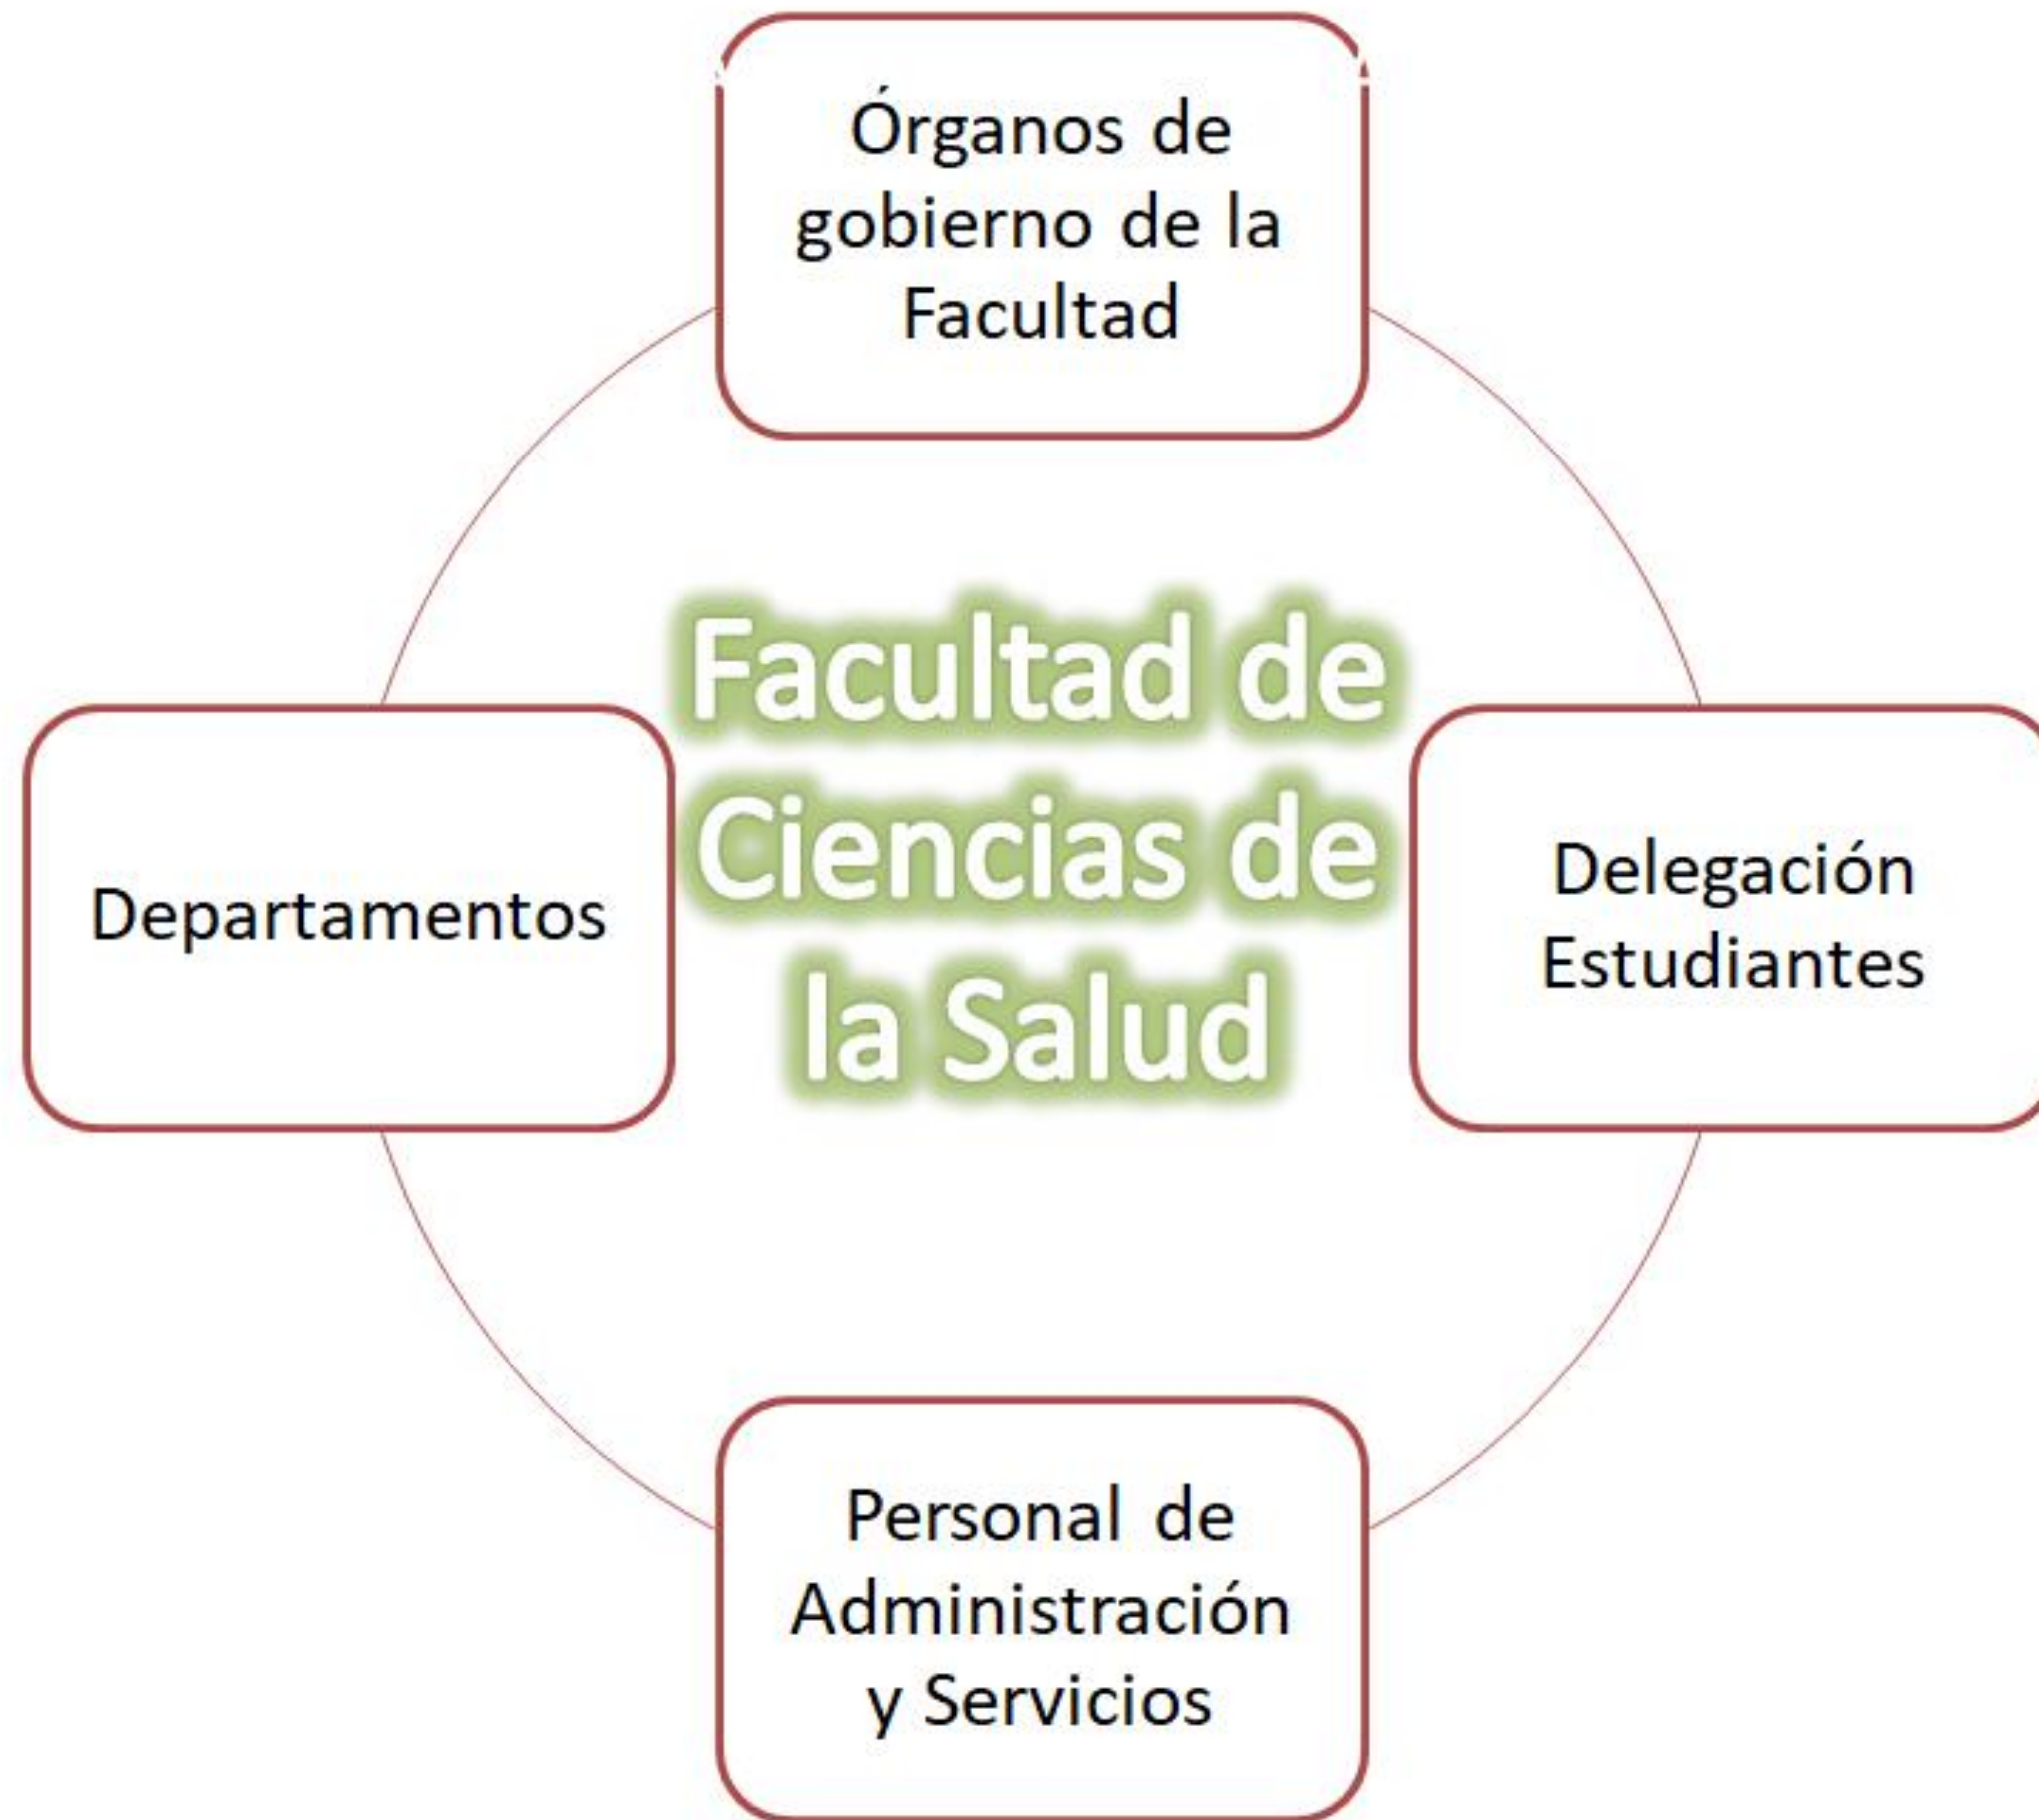 Órganos de
gobierno de la
Facultad
Facultad de
Ciencias de
la Salud
Departamentos
Delegación
Estudiantes
Personal de
Administración
y Servicios